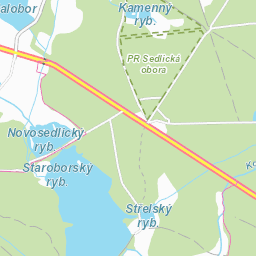 alobor
Kamenný
ryb.
PR Sedlická
obora
Novosedlický
ryb.
Staroborský
ryb.
Střelský
ryb.